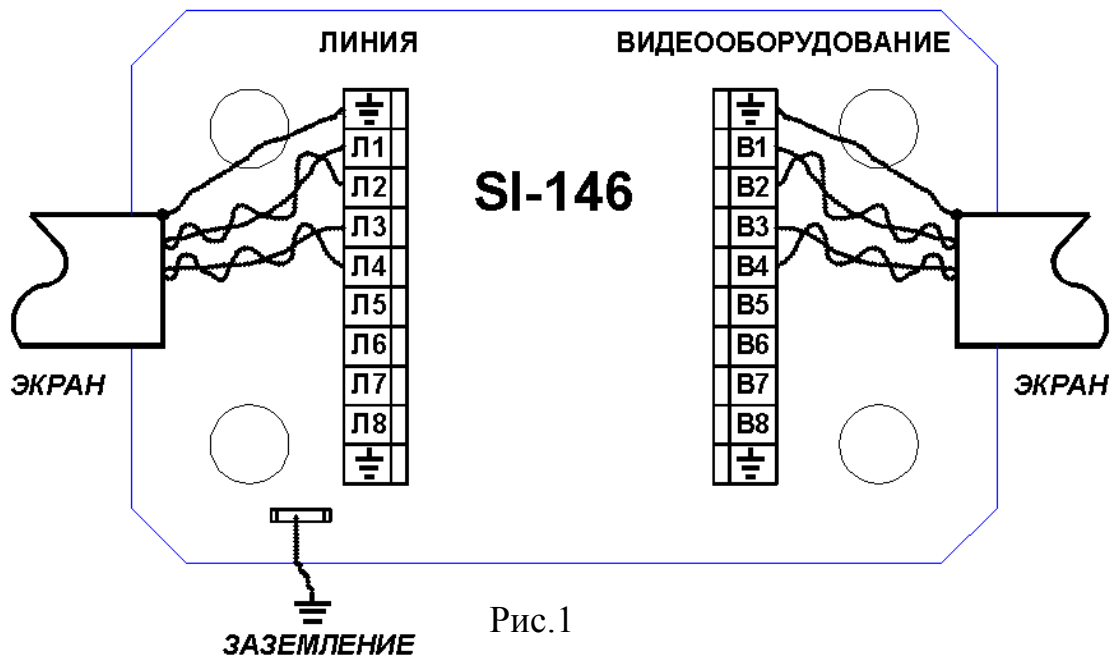 ЛИНИЯ
ВИДЕООБОРУДОВАНИЕ
SI-146
Л1
Л2
Л3
Л4
Л5
Л6
Л7
Л8
В1
В2
В3
В4
В5
В6
В7
В8
ЭКРАН
ЭКРАН
ЗАЗЕМЛЕНИЕ
Рис.1